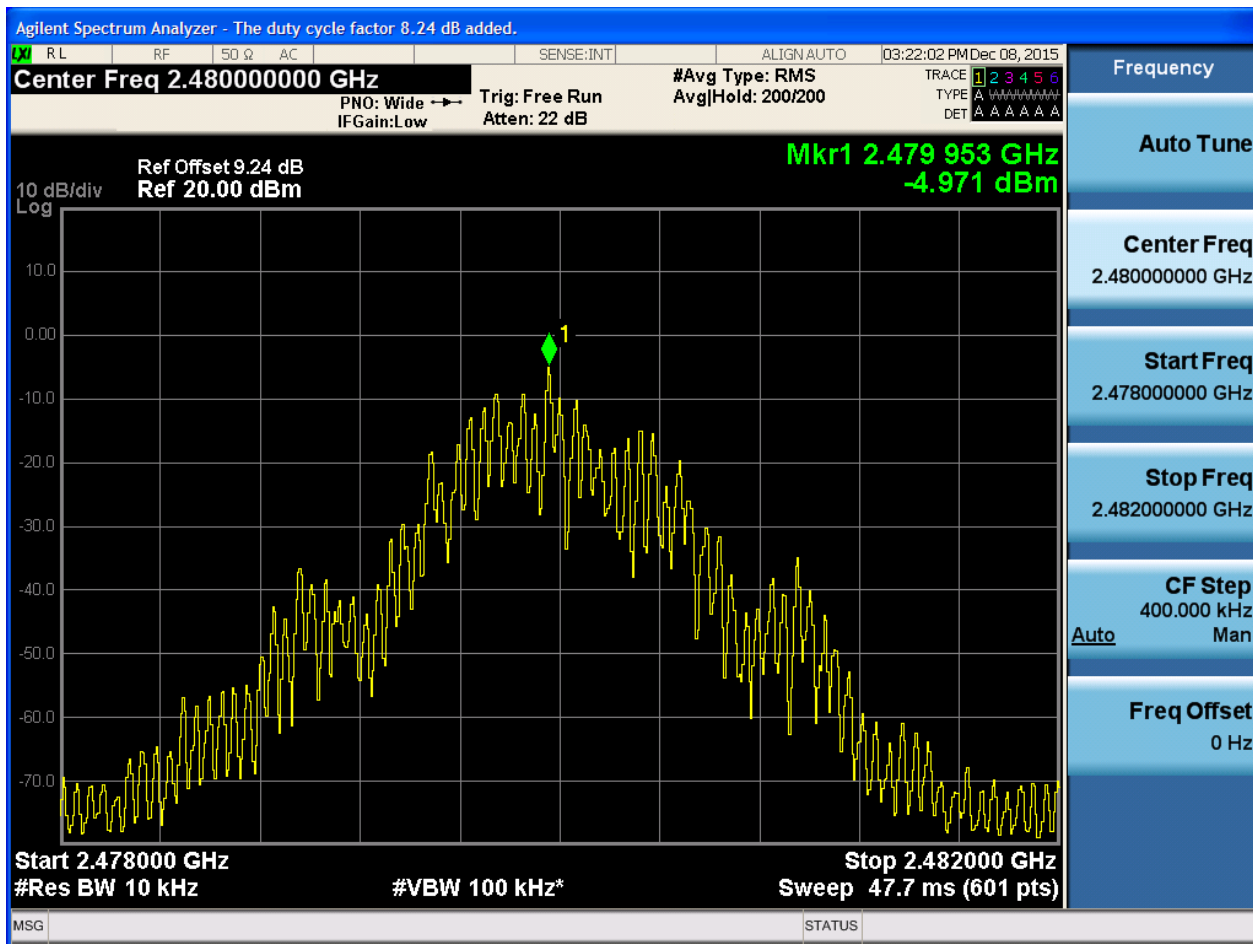 Agilent Spectrum Analyzer - The duty cycle factor 8.24 dB added.
LXI RL RF 50 Ω AC SENSE:INT ALIGN AUTO 03:22:02 PM Dec 08, 2015
Center Freq 2.480000000 GHz
PNO: Wide
IFGain:Low
Trig: Free Run
Atten: 22 dB
#Avg Type: RMS
Avg|Hold: 200/200
TRACE 1 2 3 4 5 6
TYPE A WWWWW
DET A A A A A A
Mkr1 2.479 953 GHz
-4.971 dBm
Ref Offset 9.24 dB
10 dB/div Ref 20.00 dBm
Log
10.0
0.00
-10.0
-20.0
-30.0
-40.0
-50.0
-60.0
-70.0
1
Start 2.478000 GHz Stop 2.482000 GHz
#Res BW 10 kHz #VBW 100 kHz* Sweep 47.7 ms (601 pts)
MSG STATUS
Frequency
Auto Tune
Center Freq
2.480000000 GHz
Start Freq
2.478000000 GHz
Stop Freq
2.482000000 GHz
CF Step
400.000 kHz
Auto Man
Freq Offset
0 Hz